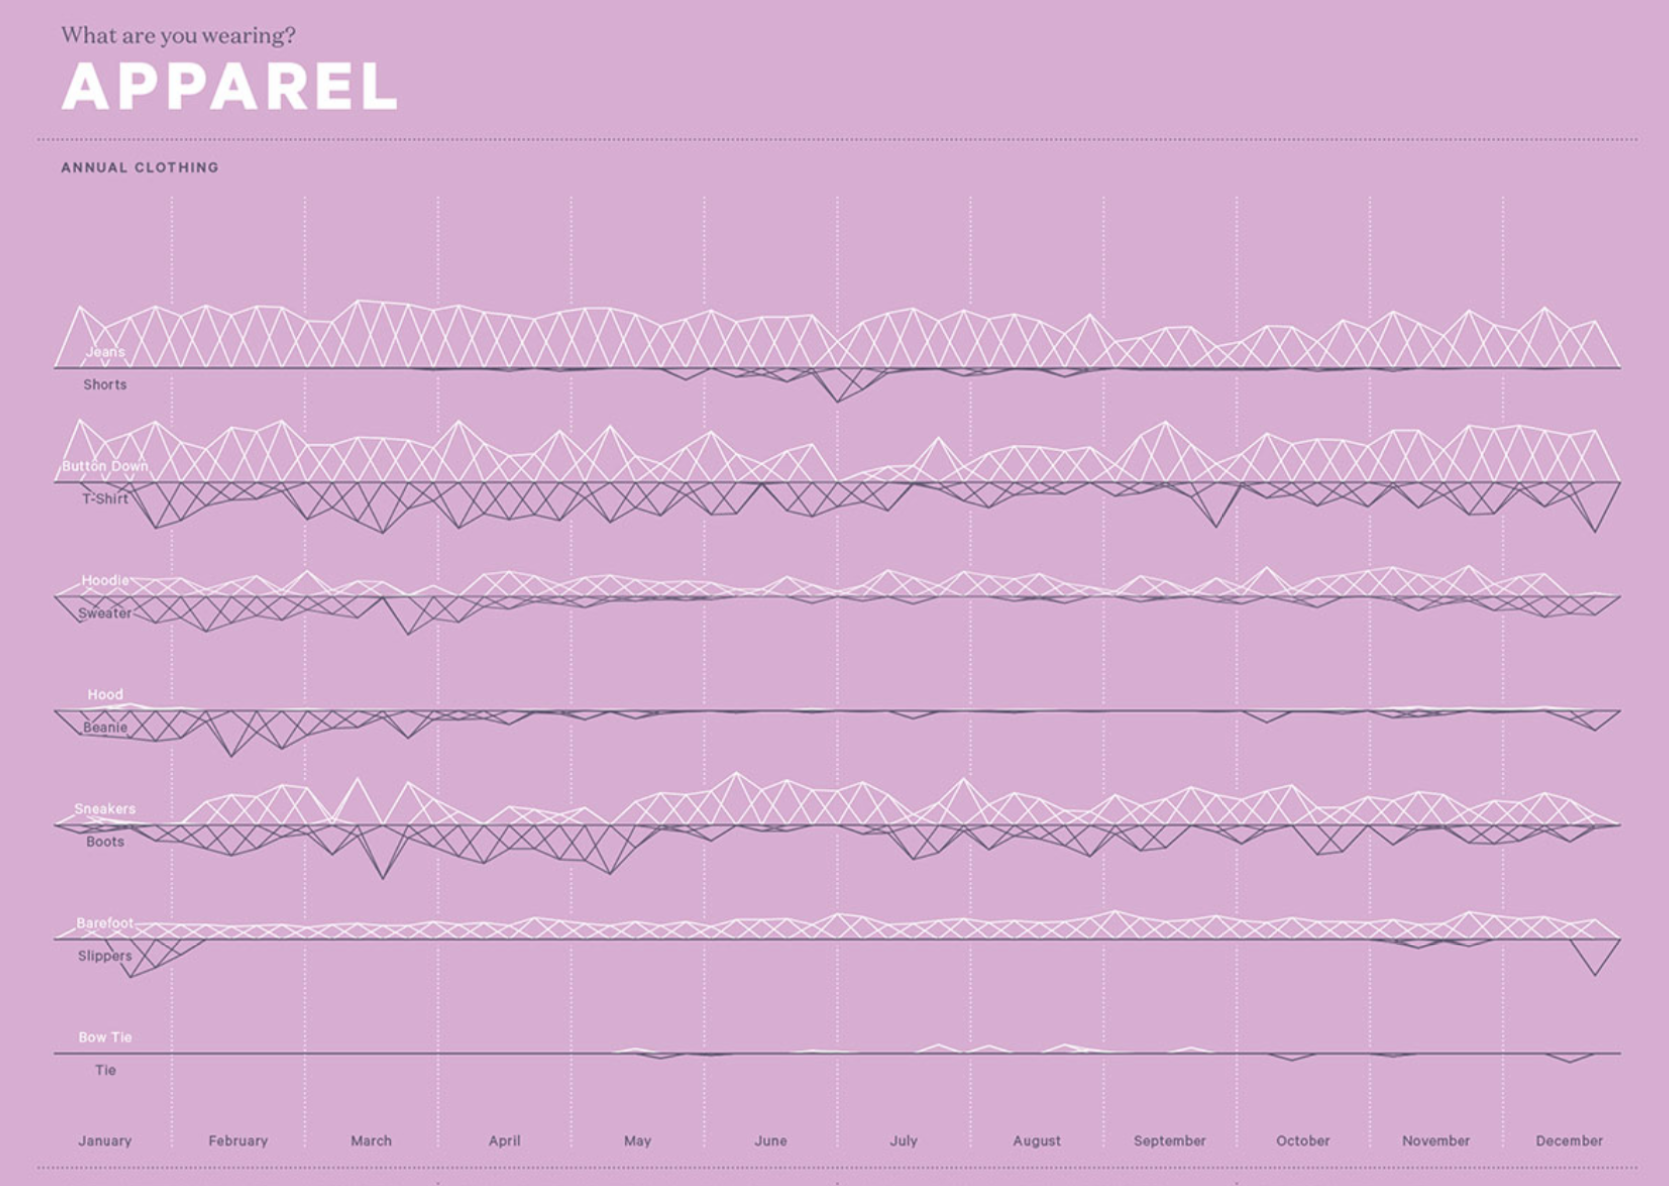 What are you wearing?
APPAREL
ANNUAL CLOTHING
Jeans
Shorts
Button Down
T-Shirt
Hoodie
Sweater
Hood
Beanie
Sneakers
Boots
Barefoot
Slippers
Bow Tie
Tie
January February March April May June July August September October November December